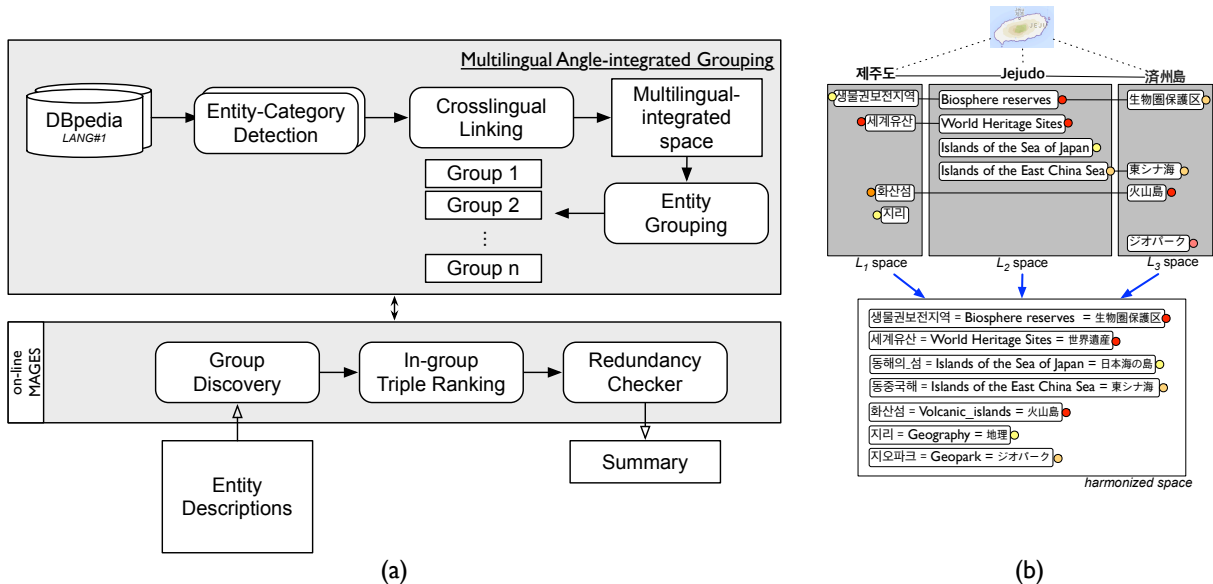 Multilingual Angle-integrated Grouping
DBpedia
LANG#1
Entity-Category
Detection
Crosslingual
Linking
Multilingual-
integrated
space
Group 1
Group 2
⋮
Group n
Entity
Grouping
on-line
MAGES
Group
Discovery
In-group
Triple Ranking
Redundancy
Checker
Entity
Descriptions
Summary
(a)
제주도
Jejudo
済州島
생물권보전지역
Biosphere reserves
生物圏保護区
세계유산
World Heritage Sites
Islands of the Sea of Japan
Islands of the East China Sea
東シナ海
화산섬
火山島
지리
ジオパーク
L1 space
L2 space
L3 space
생물권보전지역 = Biosphere reserves = 生物圏保護区
세계유산 = World Heritage Sites = 世界遺産
동해의_섬 = Islands of the Sea of Japan = 日本海の島
동중국해 = Islands of the East China Sea = 東シナ海
화산섬 = Volcanic_islands = 火山島
지리 = Geography = 地理
지오파크 = Geopark = ジオパーク
harmonized space
(b)